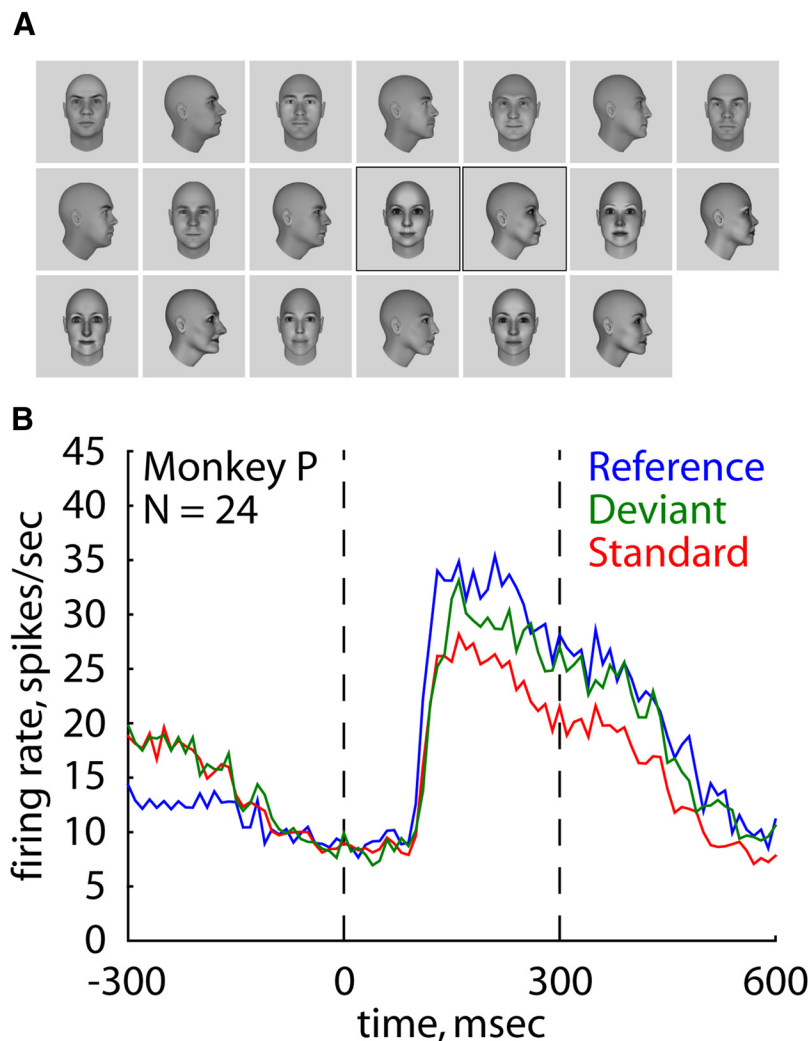 A
B
45
40
35
30
25
20
15
10
5
0
firing rate, spikes/sec
Monkey P
N = 24
Reference
Deviant
Standard
-300
0
300
600
time, msec